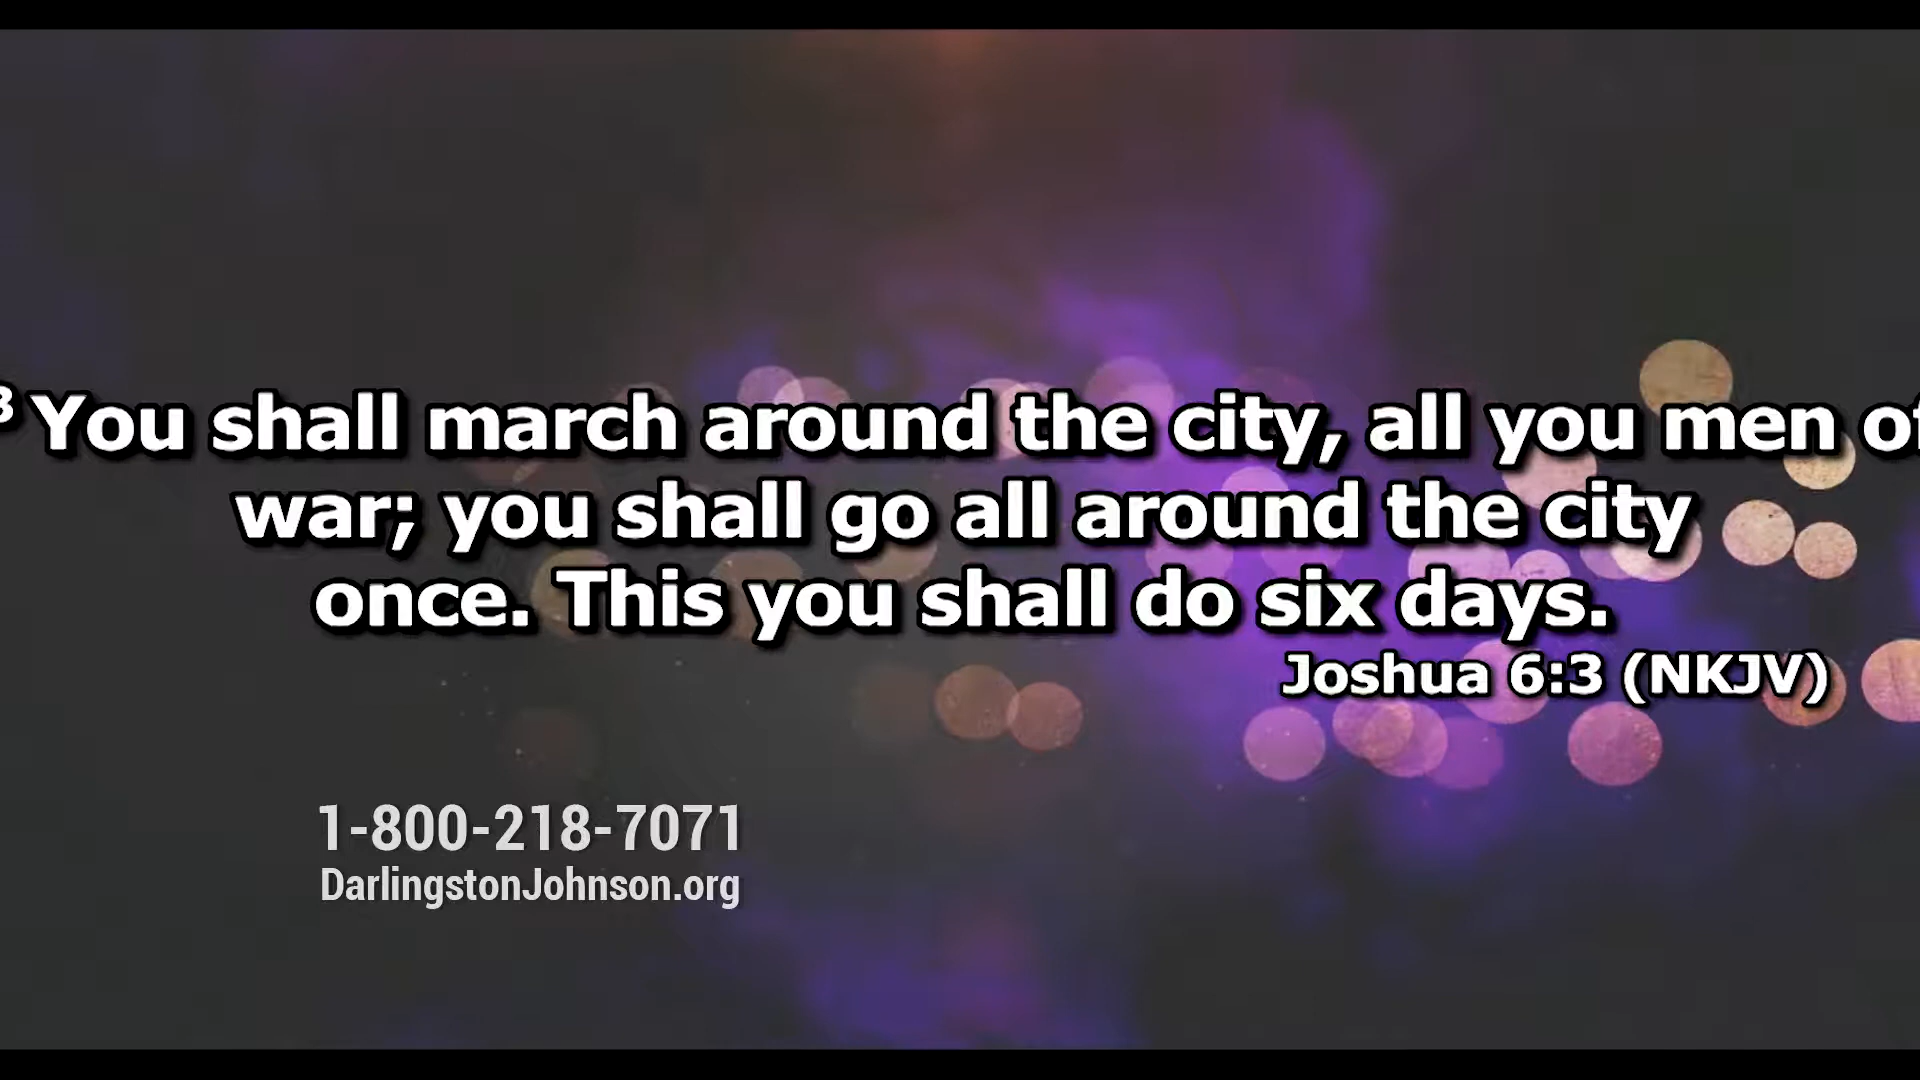 ³ You shall march around the city, all you men of
war; you shall go all around the city
once. This you shall do six days.
Joshua 6:3 (NKJV)
1-800-218-7071
DarlingstonJohnson.org